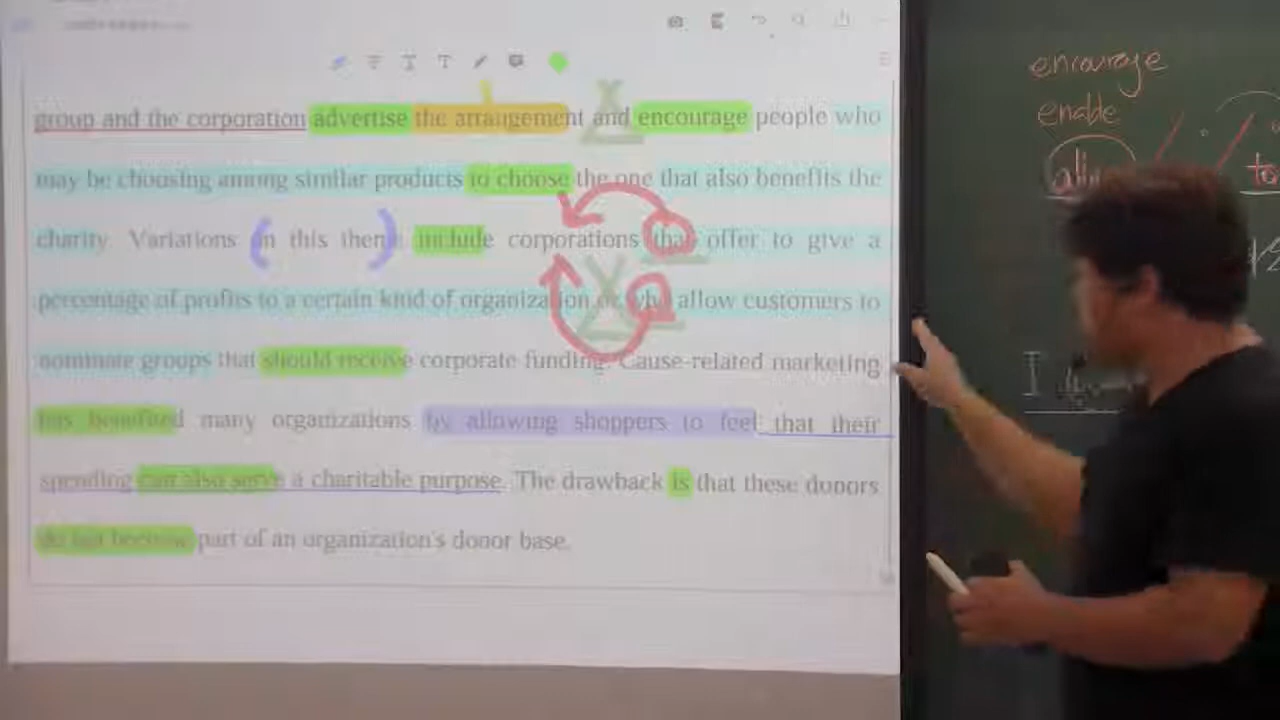 group and the corporation advertise the arrangement and encourage people who
may be choosing among similar products to choose the one that also benefits the
charity. Variations on this theme include corporations that offer to give a
percentage of profits to a certain kind of organization or who allow customers to
nominate groups that should receive corporate funding. Cause-related marketing
has benefited many organizations by allowing shoppers to feel that their
spending can also serve a charitable purpose. The drawback is that these donors
do not become part of an organization's donor base.
encourage
enable
to
I